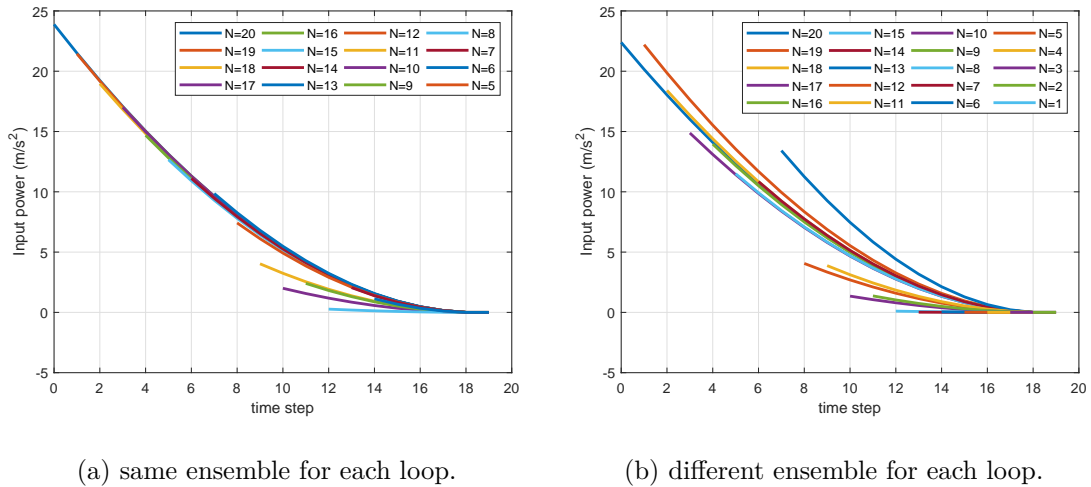 N=20 N=16 N=12 N=8
N=19 N=15 N=11 N=7
N=18 N=14 N=10 N=6
N=17 N=13 N=9 N=5
25
20
15
10
5
0
-5
Input power (m/s²)
0 2 4 6 8 10 12 14 16 18 20
time step
(a) same ensemble for each loop.
N=20 N=15 N=10 N=5
N=19 N=14 N=9 N=4
N=18 N=13 N=8 N=3
N=17 N=12 N=7 N=2
N=16 N=11 N=6 N=1
25
20
15
10
5
0
-5
Input power (m/s²)
0 2 4 6 8 10 12 14 16 18 20
time step
(b) different ensemble for each loop.